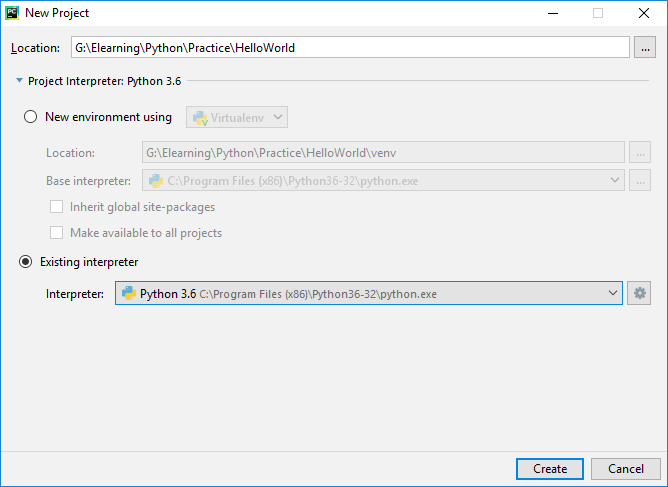 New Project
Location: G:\Elearning\Python\Practice\HelloWorld ...
Project Interpreter: Python 3.6
New environment using Virtualenv
Location: G:\Elearning\Python\Practice\HelloWorld\venv ...
Base interpreter: C:\Program Files (x86)\Python36-32\python.exe ...
Inherit global site-packages
Make available to all projects
Existing interpreter
Interpreter: Python 3.6 C:\Program Files (x86)\Python36-32\python.exe
Create Cancel